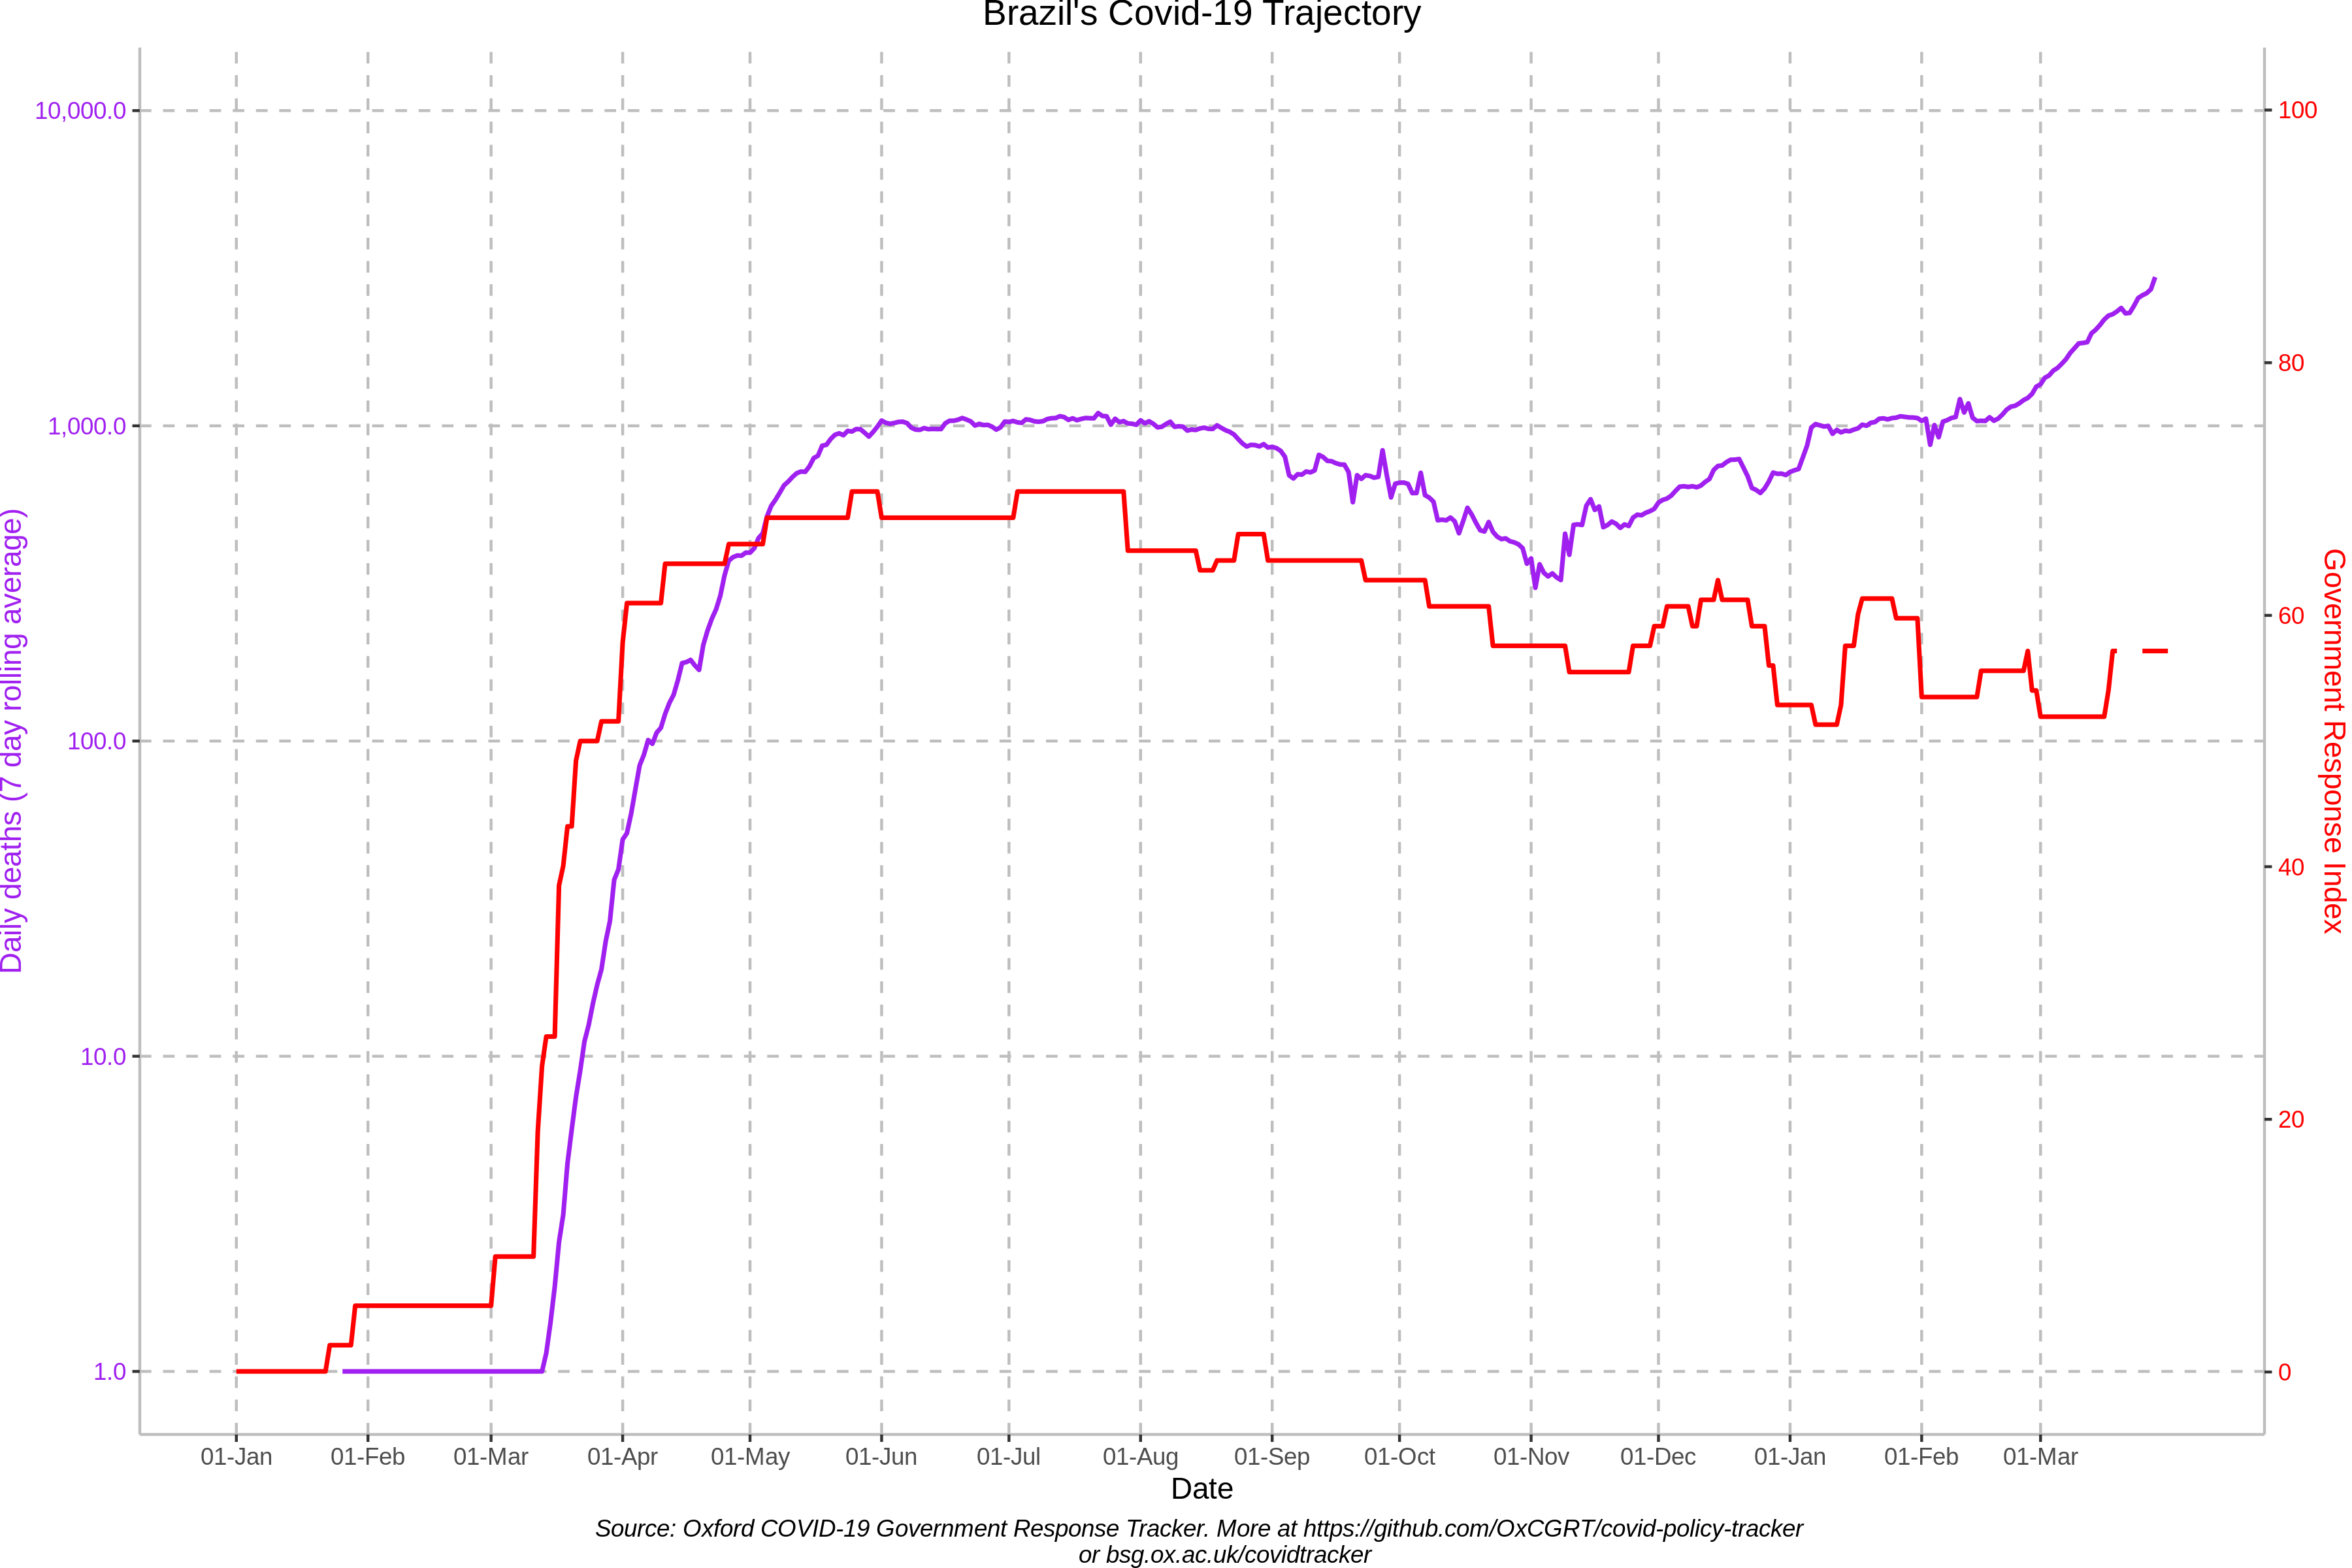 Brazil's Covid-19 Trajectory
10,000.0
1,000.0
100.0
10.0
1.0
Daily deaths (7 day rolling average)
100
80
60
40
20
0
Government Response Index
01-Jan 01-Feb 01-Mar 01-Apr 01-May 01-Jun 01-Jul 01-Aug 01-Sep 01-Oct 01-Nov 01-Dec 01-Jan 01-Feb 01-Mar
Date
Source: Oxford COVID-19 Government Response Tracker. More at https://github.com/OxCGRT/covid-policy-tracker
or bsg.ox.ac.uk/covidtracker